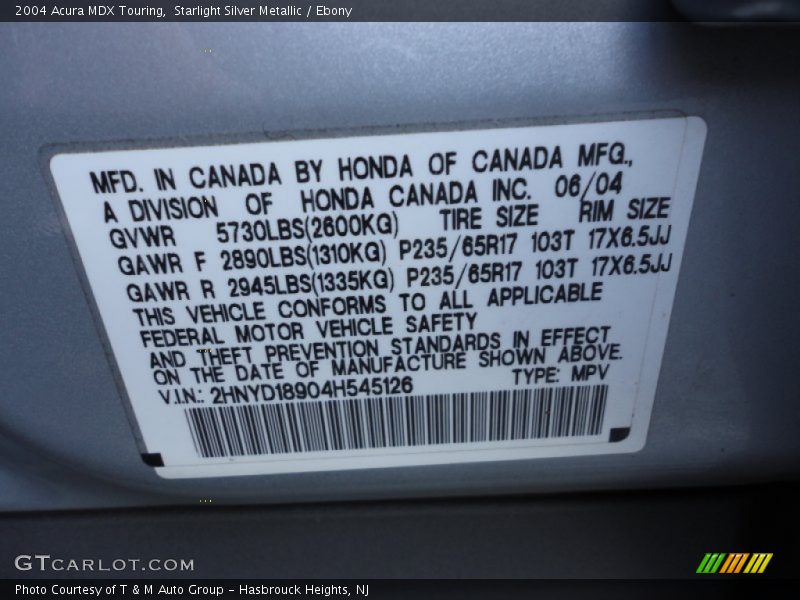 2004 Acura MDX Touring,  Starlight Silver Metallic / Ebony
MFD. IN CANADA BY HONDA OF CANADA MFG.,
A DIVISION OF HONDA CANADA INC. 06/04
GVWR 5730LBS(2600KG) TIRE SIZE RIM SIZE
GAWR F 2890LBS(1310KG) P235/65R17 103T 17X6.5JJ
GAWR R 2945LBS(1335KG) P235/65R17 103T 17X6.5JJ
THIS VEHICLE CONFORMS TO ALL APPLICABLE
FEDERAL MOTOR VEHICLE SAFETY
AND THEFT PREVENTION STANDARDS IN EFFECT
ON THE DATE OF MANUFACTURE SHOWN ABOVE.
V.I.N.: 2HNYD18904H545126 TYPE: MPV
GTCARLOT.COM
Photo Courtesy of T & M Auto Group - Hasbrouck Heights, NJ